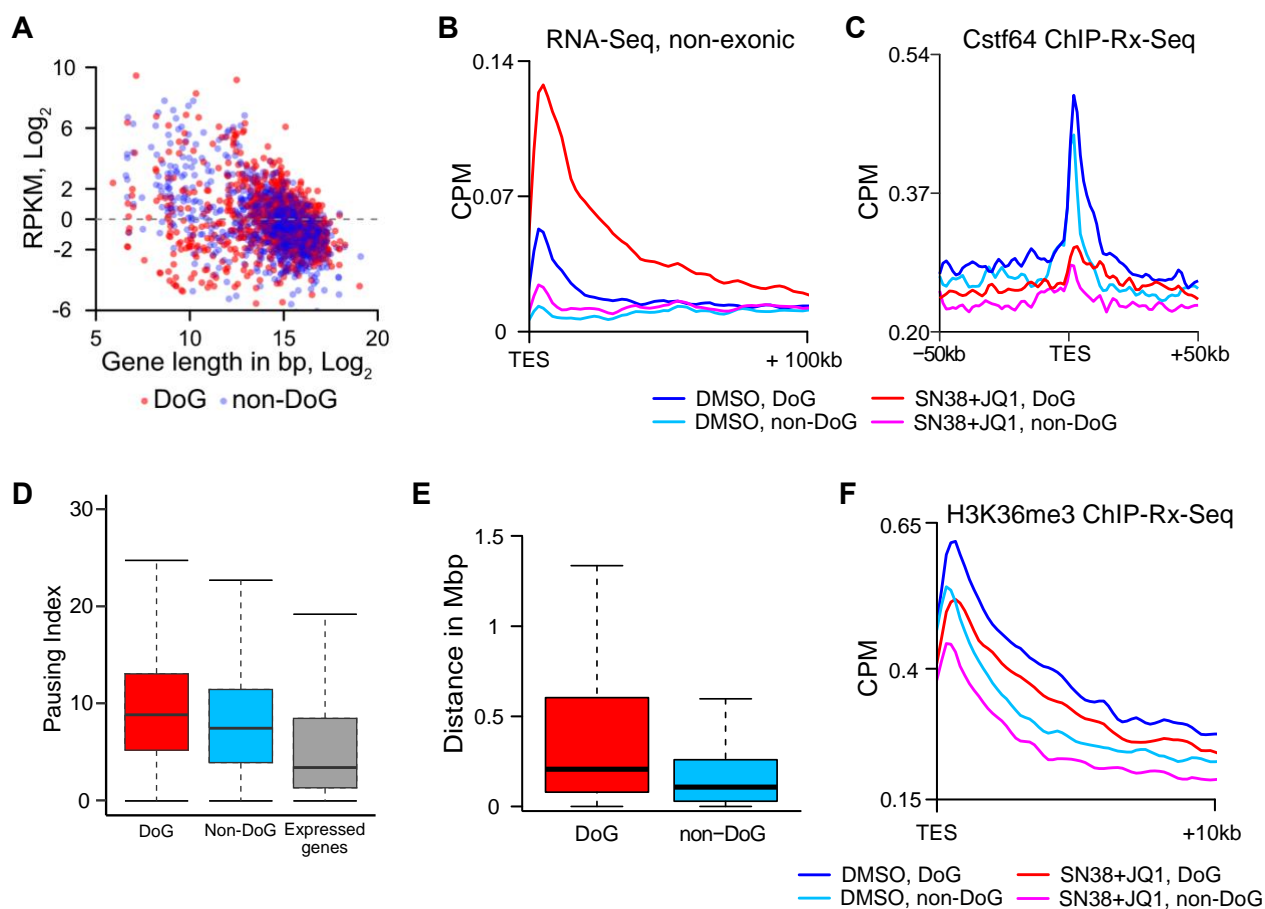 A
10
6
2
0
-2
-6
RPKM, Log2
5
10
15
20
Gene length in bp, Log2
DoG
non-DoG
B
RNA-Seq, non-exonic
0.14
0.07
0
CPM
TES
+ 100kb
C
Cstf64 ChIP-Rx-Seq
0.54
0.37
0.20
CPM
−50kb
TES
+50kb
DMSO, DoG
SN38+JQ1, DoG
DMSO, non-DoG
SN38+JQ1, non-DoG
D
30
20
10
0
Pausing Index
DoG
Non-DoG
Expressed
genes
E
1.5
1
0.5
0
Distance in Mbp
DoG
non−DoG
F
H3K36me3 ChIP-Rx-Seq
0.65
0.4
0.15
CPM
TES
+10kb
DMSO, DoG
SN38+JQ1, DoG
DMSO, non-DoG
SN38+JQ1, non-DoG